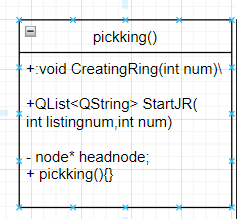 pickking()
+:void CreatingRing(int num)\
+QList<QString> StartJR(
int listingnum,int num)
- node* headnode;
+ pickking(){}